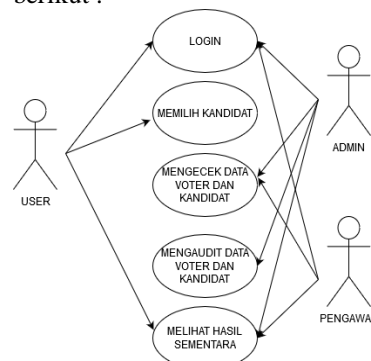 berikut :
LOGIN
MEMILIH KANDIDAT
MENGECEK DATA
VOTER DAN
KANDIDAT
MENGAUDIT DATA
VOTER DAN
KANDIDAT
MELIHAT HASIL
SEMENTARA
USER
ADMIN
PENGAWA